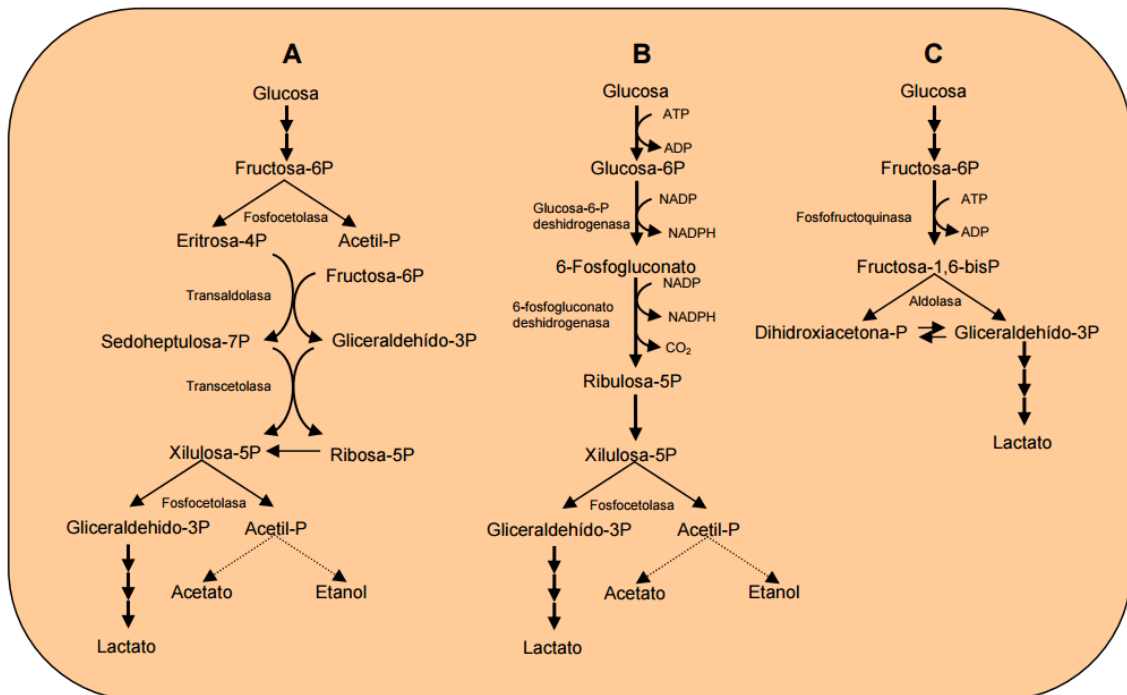 A
Glucosa
Fructosa-6P
Fosfocetolasa
Eritrosa-4P
Acetil-P
Fructosa-6P
Transaldolasa
Sedoheptulosa-7P
Gliceraldehído-3P
Transcetolasa
Xilulosa-5P
Ribosa-5P
Fosfocetolasa
Gliceraldehido-3P
Acetil-P
Acetato
Etanol
Lactato
B
Glucosa
ATP
ADP
Glucosa-6P
NADP
Glucosa-6-P
deshidrogenasa
NADPH
6-Fosfogluconato
NADP
6-fosfogluconato
deshidrogenasa
NADPH
CO₂
Ribulosa-5P
Xilulosa-5P
Fosfocetolasa
Gliceraldehído-3P
Acetil-P
Acetato
Etanol
Lactato
C
Glucosa
Fructosa-6P
ATP
Fosfofructoquinasa
ADP
Fructosa-1,6-bisP
Aldolasa
Dihidroxiacetona-P
Gliceraldehído-3P
Lactato